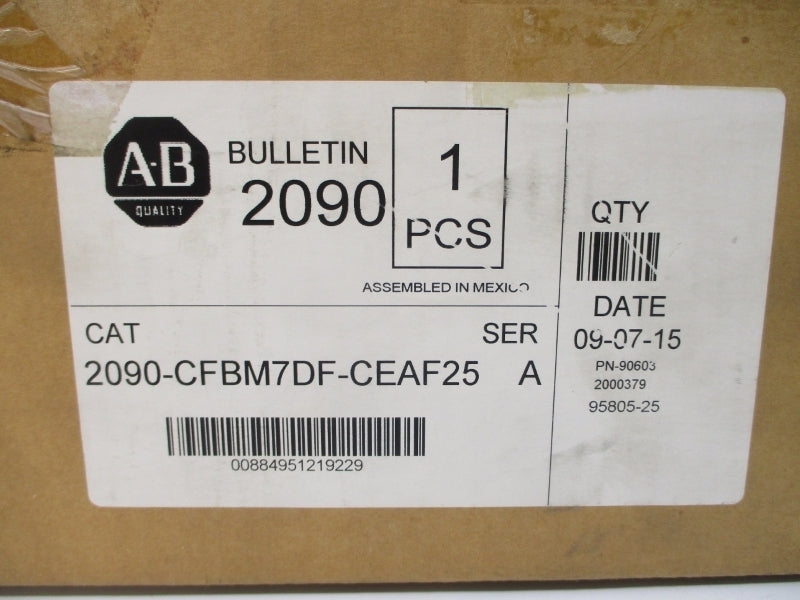 A-B
QUALITY
BULLETIN
2090
1
PCS
ASSEMBLED IN MEXICO
CAT
SER
2090-CFBM7DF-CEAF25 A
00884951219229
QTY
DATE
09-07-15
PN-90603
2000379
95805-25